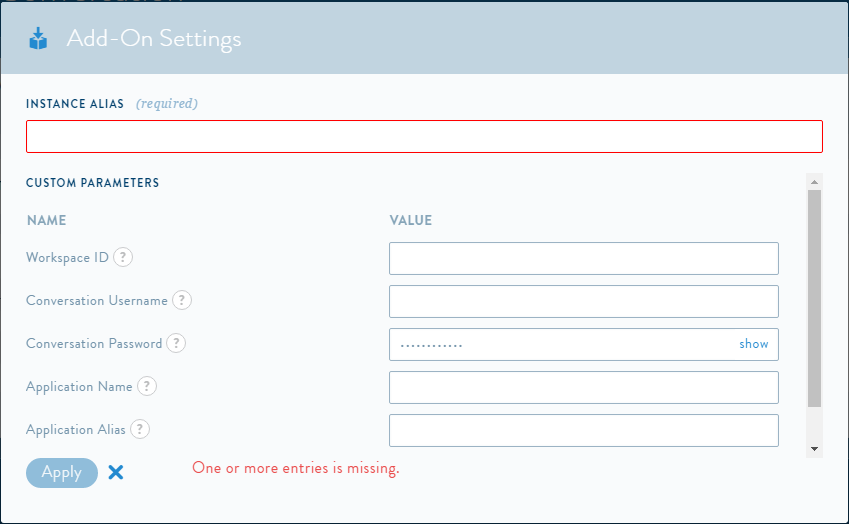 Add-On Settings
INSTANCE ALIAS (required)
CUSTOM PARAMETERS
NAME VALUE
Workspace ID ?
Conversation Username ?
Conversation Password ? ············ show
Application Name ?
Application Alias ?
Apply One or more entries is missing.